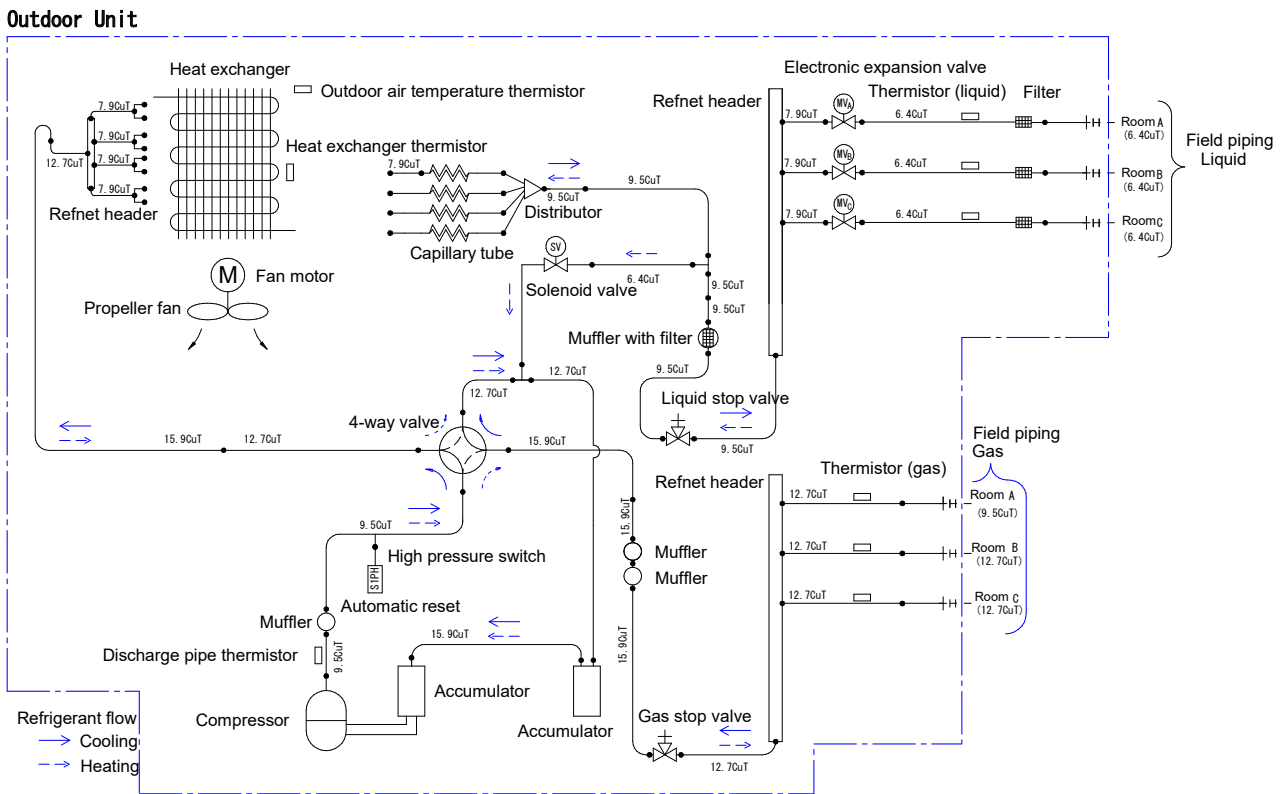 Outdoor Unit
Heat exchanger
Outdoor air temperature thermistor
7.9CuT
7.9CuT
7.9CuT
7.9CuT
12.7CuT
Refnet header
Heat exchanger thermistor
Fan motor
M
Propeller fan
7.9CuT
Capillary tube
9.5CuT
Distributor
9.5CuT
SV
Solenoid valve
6.4CuT
9.5CuT
9.5CuT
Muffler with filter
9.5CuT
Liquid stop valve
9.5CuT
Refnet header
Electronic expansion valve
Thermistor (liquid)
Filter
7.9CuT
MVA
6.4CuT
Room A
(6.4CuT)
7.9CuT
MVB
6.4CuT
Room B
(6.4CuT)
7.9CuT
MVC
6.4CuT
Room C
(6.4CuT)
Field piping
Liquid
12.7CuT
12.7CuT
4-way valve
15.9CuT
12.7CuT
15.9CuT
9.5CuT
High pressure switch
S1PH
Automatic reset
Muffler
Discharge pipe thermistor
9.5CuT
Compressor
15.9CuT
Accumulator
Accumulator
15.9CuT
Muffler
Muffler
15.9CuT
Gas stop valve
12.7CuT
Refnet header
Thermistor (gas)
Field piping
Gas
12.7CuT
Room A
(9.5CuT)
12.7CuT
Room B
(12.7CuT)
12.7CuT
Room C
(12.7CuT)
Refrigerant flow
Cooling
Heating